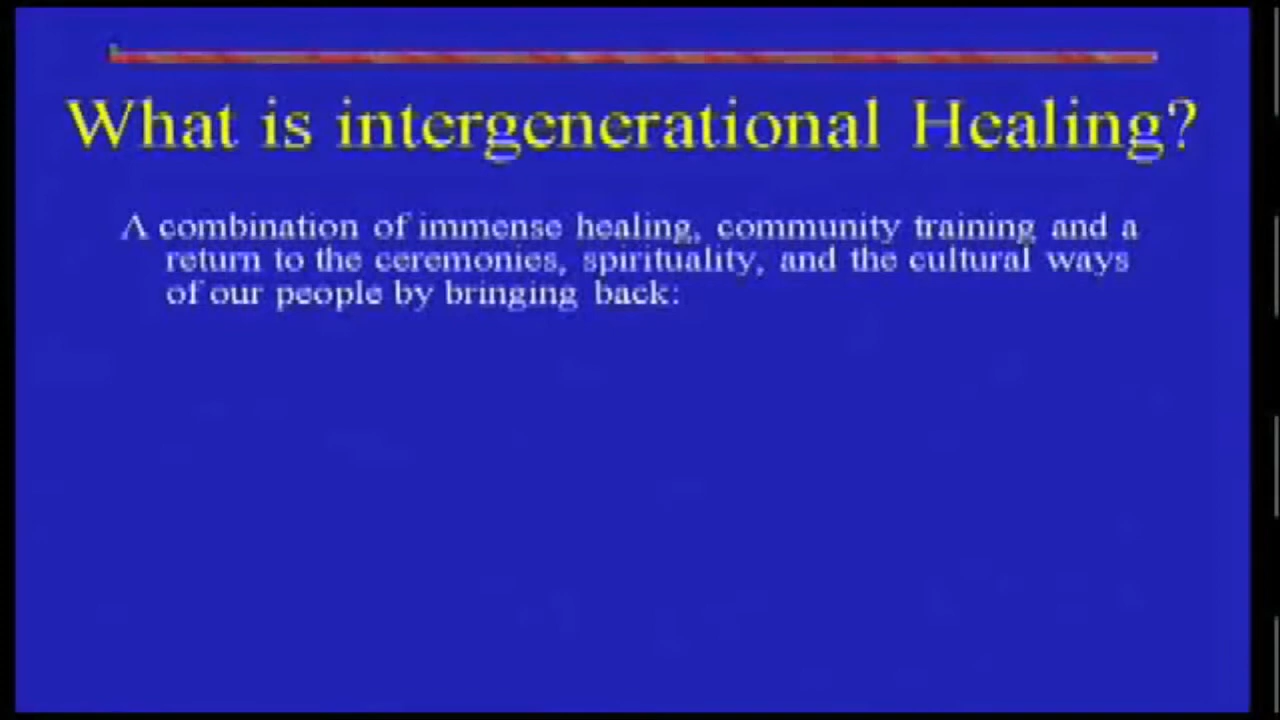 What is intergenerational Healing?
A combination of immense healing, community training and a
return to the ceremonies, spirituality, and the cultural ways
of our people by bringing back: